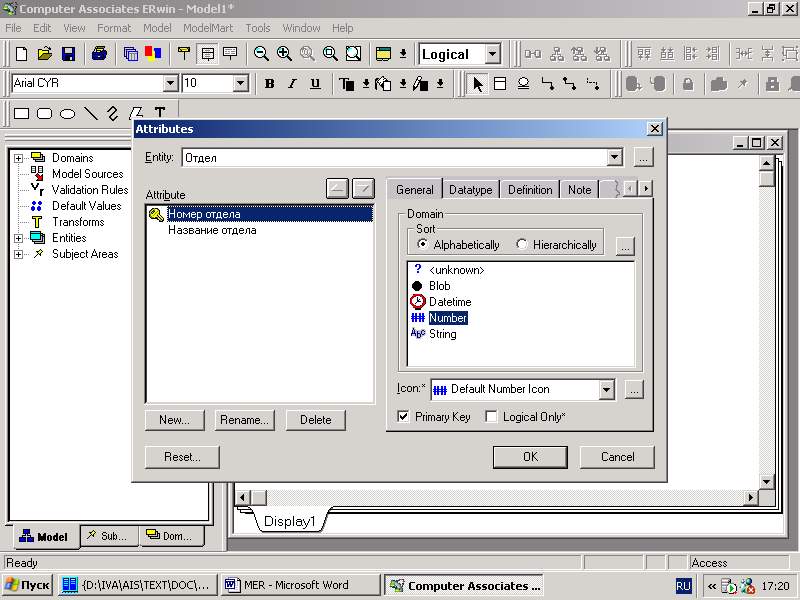 Computer Associates ERwin - Model1*
File Edit View Format Model ModelMart Tools Window Help
Logical
Arial CYR 10 B I U
T
Attributes
Entity: Отдел ...
Attribute
Номер отдела
Название отдела
New... Rename... Delete
Reset...
General Datatype Definition Note
Domain
Sort
Alphabetically Hierarchically ...
<unknown>
Blob
Datetime
Number
String
Icon:* Default Number Icon ...
Primary Key Logical Only*
OK Cancel
Domains
Model Sources
Validation Rules
Default Values
Transforms
Entities
Subject Areas
Model Sub... Dom...
Display1
Ready Access
Пуск {D:\IVA\AIS\TEXT\DOC\... MER - Microsoft Word Computer Associates ... RU « 17:20